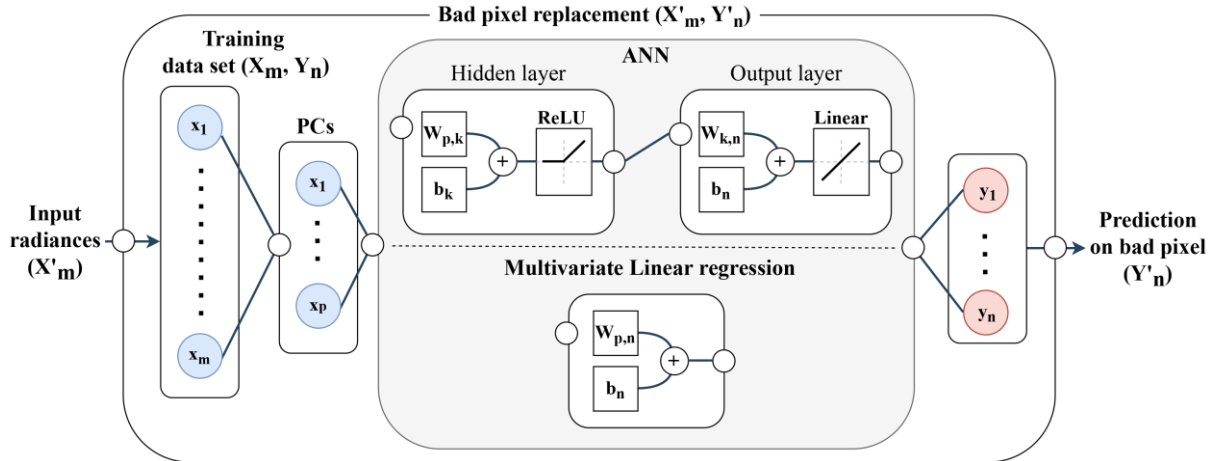 Bad pixel replacement (X'm, Y'n)
Training
data set (Xm, Yn)
x1
xm
PCs
x1
xp
Input
radiances
(X'm)
ANN
Hidden layer
Wp,k
bk
+
ReLU
Output layer
Wk,n
bn
+
Linear
Multivariate Linear regression
Wp,n
bn
+
y1
yn
Prediction
on bad pixel
(Y'n)